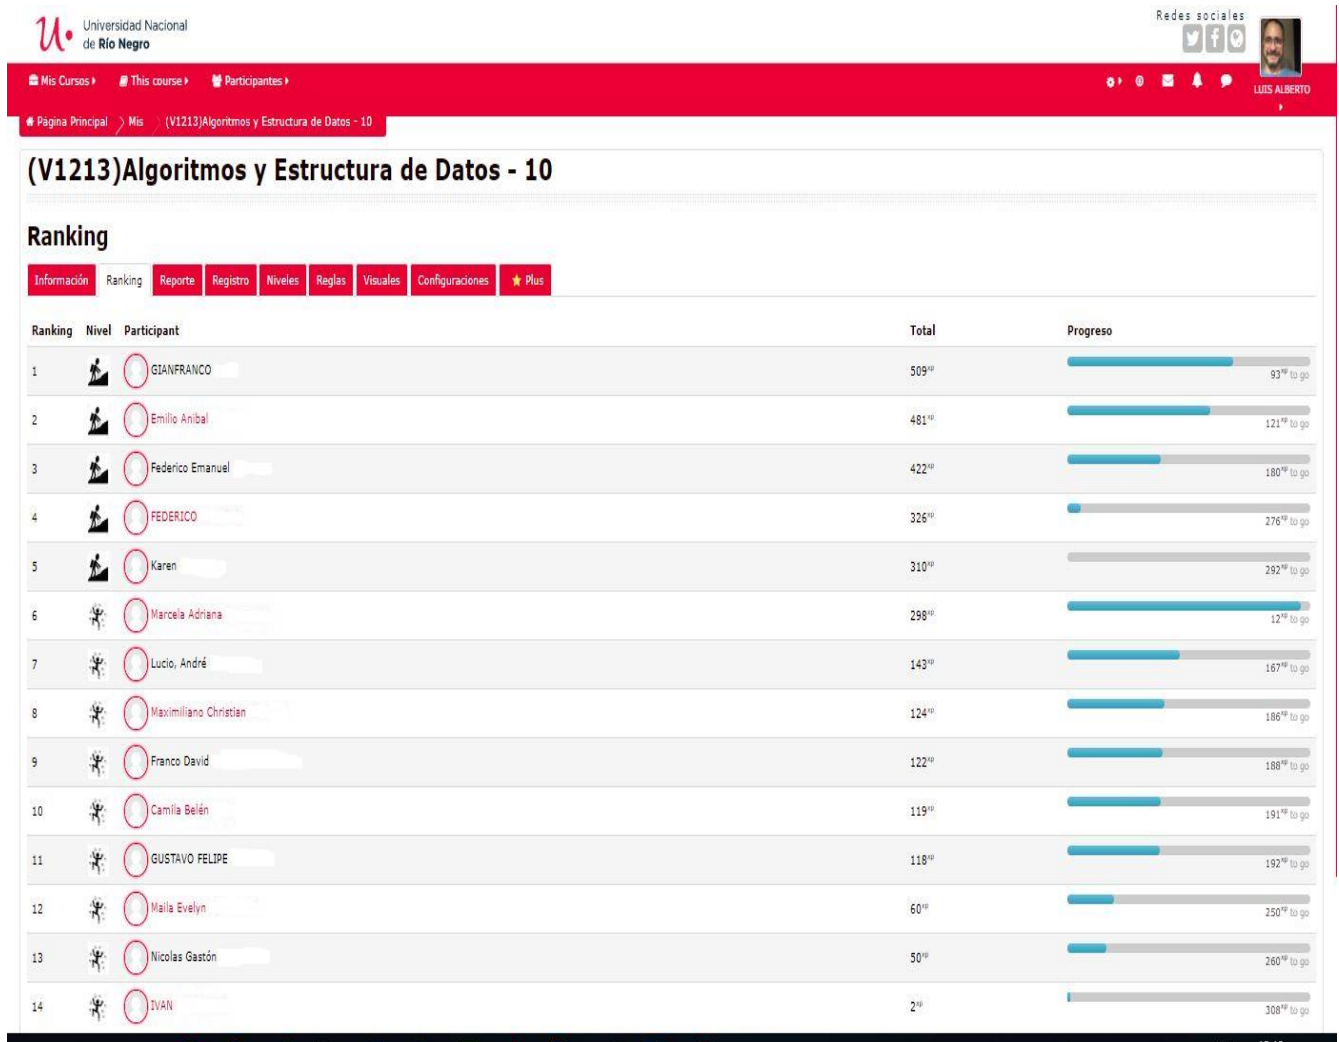 Universidad Nacional
de Río Negro
Redes sociales
Mis Cursos
This course
Participantes
LUIS ALBERTO
Página Principal
Mis
(V1213)Algoritmos y Estructura de Datos - 10
(V1213)Algoritmos y Estructura de Datos - 10
Ranking
Información Ranking Reporte Registro Niveles Reglas Visuales Configuraciones Plus
Ranking Nivel Participant Total Progreso
1 GIANFRANCO 509xp 93xp to go
2 Emilio Anibal 481xp 121xp to go
3 Federico Emanuel 422xp 180xp to go
4 FEDERICO 326xp 276xp to go
5 Karen 310xp 292xp to go
6 Marcela Adriana 298xp 12xp to go
7 Lucio, André 143xp 167xp to go
8 Maximiliano Christian 124xp 186xp to go
9 Franco David 122xp 188xp to go
10 Camila Belén 119xp 191xp to go
11 GUSTAVO FELIPE 118xp 192xp to go
12 Maila Evelyn 60xp 250xp to go
13 Nicolas Gastón 50xp 260xp to go
14 IVAN 2xp 308xp to go